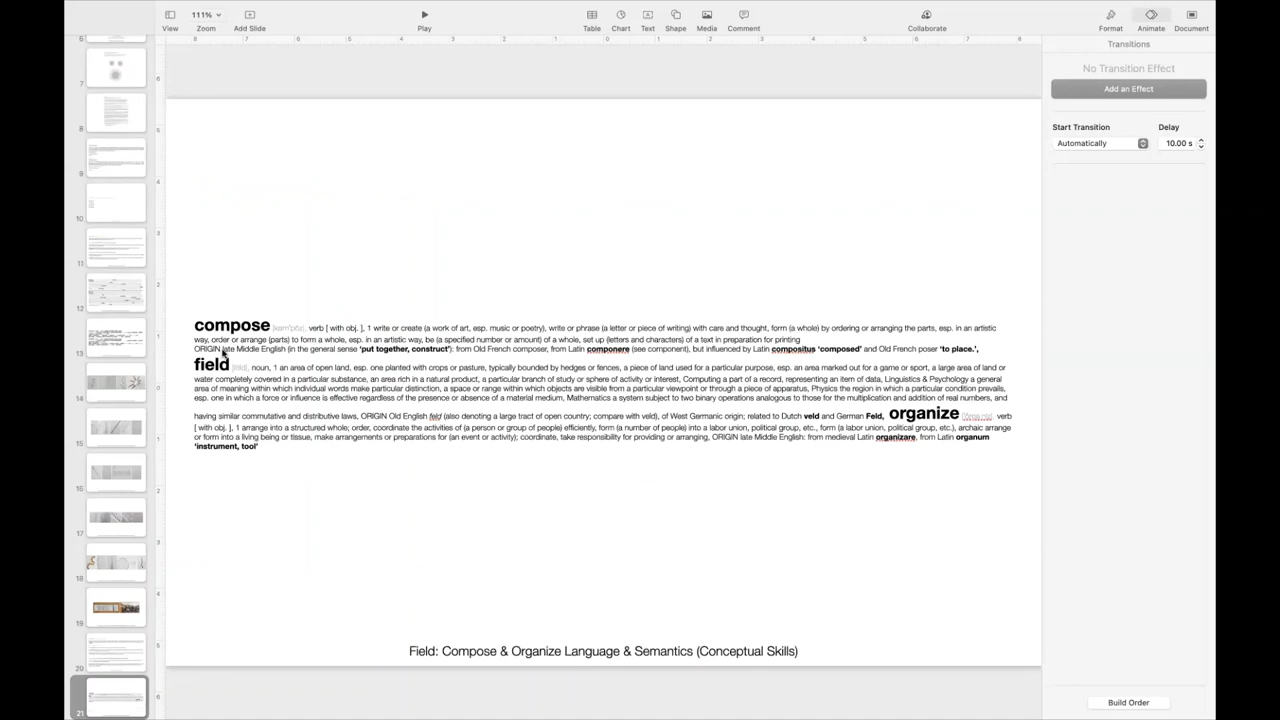 111%
View
Zoom
Add Slide
Play
Table
Chart
Text
Shape
Media
Comment
Collaborate
Format
Animate
Document
Transitions
No Transition Effect
Add an Effect
Start Transition
Delay
Automatically
10.00 s
compose verb [ with obj. ], 1 write or create (a work of art, esp. music or poetry), write or phrase (a letter or piece of writing) with care and thought, form (a whole) by ordering or arranging the parts, esp. in an artistic
way, order or arrange (parts) to form a whole, esp. in an artistic way, be (a specified number or amount) of a whole, set up (letters and characters) of a text in preparation for printing
ORIGIN late Middle English (in the general sense ‘put together, construct’): from Old French composer, from Latin componere (see component), but influenced by Latin compositus ‘composed’ and Old French poser ‘to place.’,
field noun, 1 an area of open land, esp. one planted with crops or pasture, typically bounded by hedges or fences, a piece of land used for a particular purpose, esp. an area marked out for a game or sport, a large area of land or
water completely covered in a particular substance, an area rich in a natural product, a particular branch of study or sphere of activity or interest, Computing a part of a record, representing an item of data, Linguistics & Psychology a general
area of meaning within which individual words make particular distinction, a space or range within which objects are visible from a particular viewpoint or through a piece of apparatus, Physics the region in which a particular condition prevails,
esp. one in which a force or influence is effective regardless of the presence or absence of a material medium, Mathematics a system subject to two binary operations analogous to those for the multiplication and addition of real numbers, and
having similar commutative and distributive laws, ORIGIN Old English feld (also denoting a large tract of open country; compare with veld), of West Germanic origin; related to Dutch veld and German Feld, organize verb
[ with obj. ], 1 arrange into a structured whole; order, coordinate the activities of (a person or group of people) efficiently, form (a number of people) into a labor union, political group, etc., form (a labor union, political group, etc.), archaic arrange
or form into a living being or tissue, make arrangements or preparations for (an event or activity); coordinate, take responsibility for providing or arranging, ORIGIN late Middle English: from medieval Latin organizare, from Latin organum
‘instrument, tool’
Field: Compose & Organize Language & Semantics (Conceptual Skills)
Build Order
6
7
8
9
10
11
12
13
14
15
16
17
18
19
20
21